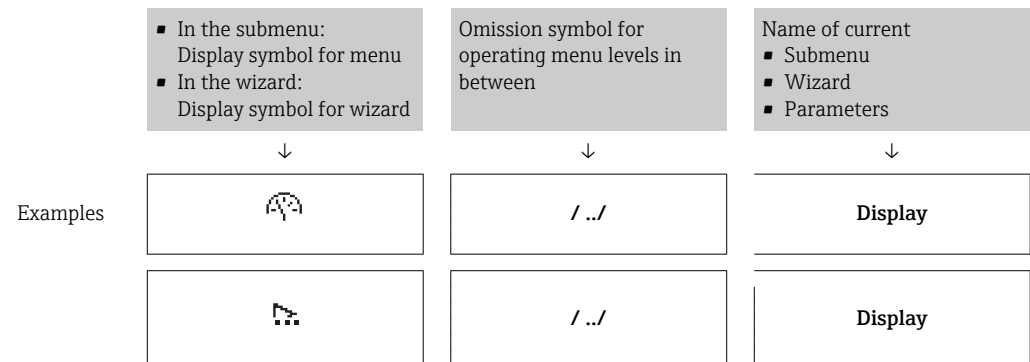 ▪ In the submenu:
Display symbol for menu
▪ In the wizard:
Display symbol for wizard
Omission symbol for
operating menu levels in
between
Name of current
▪ Submenu
▪ Wizard
▪ Parameters
↓ ↓ ↓
Examples / ../ Display
/ ../ Display